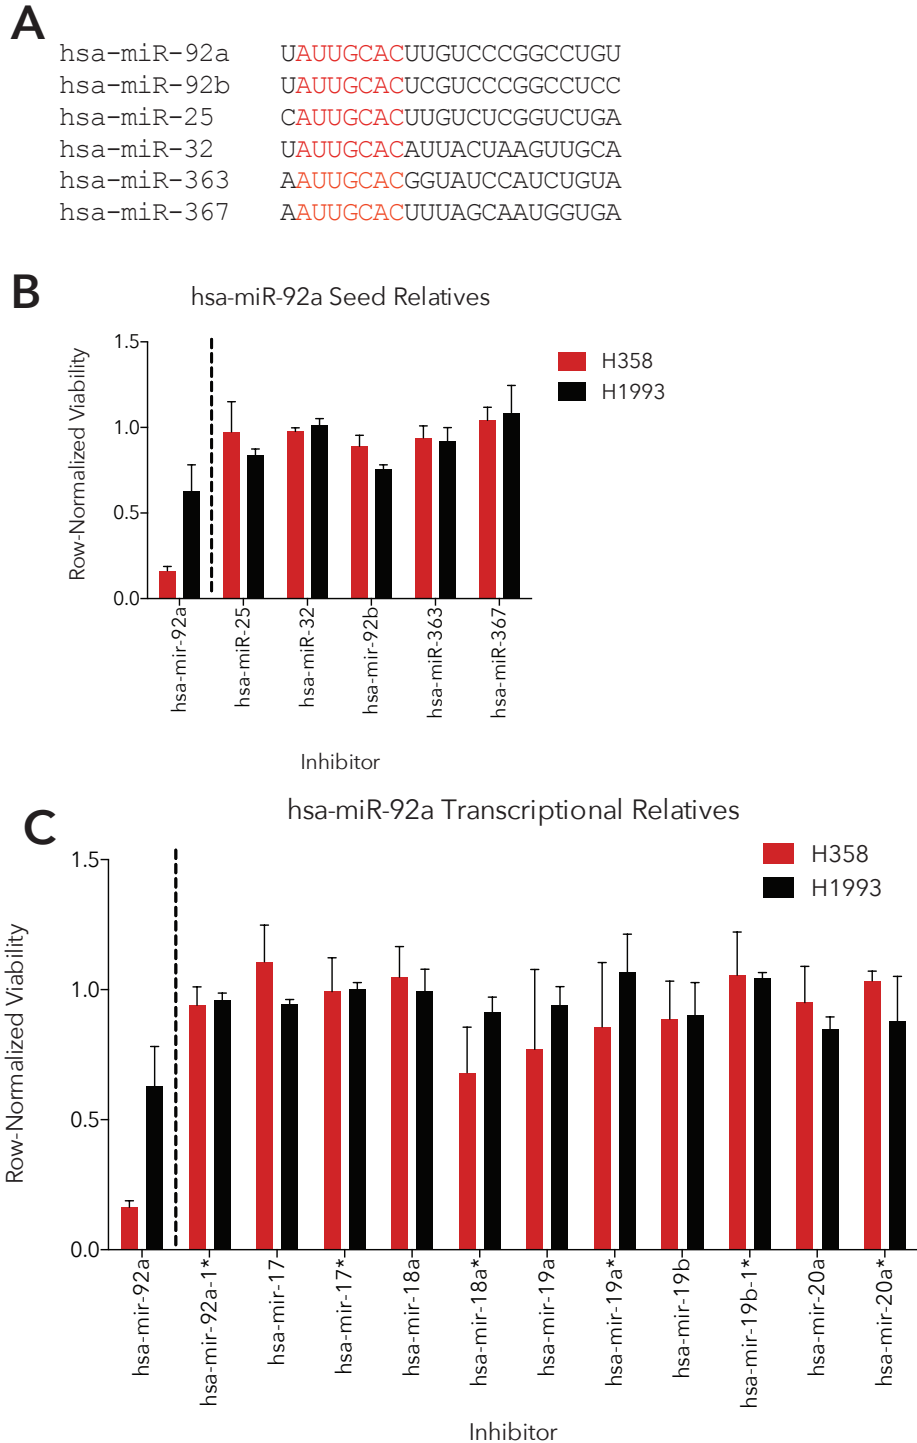 A
hsa-miR-92a UAUUGCACUUGUCCCGGCCUGU
hsa-miR-92b UAUUGCACUCGUCCCGGCCUCC
hsa-miR-25 CAUUGCACUUGUCUCGGUCUGA
hsa-miR-32 UAUUGCACAUUACUAAGUUGCA
hsa-miR-363 AAUUGCACGGUAUCCAUCUGUA
hsa-miR-367 AAUUGCACUUUAGCAAUGGUGA
B
hsa-miR-92a Seed Relatives
Row-Normalized Viability
1.5
1.0
0.5
0.0
H358
H1993
hsa-mir-92a
hsa-miR-25
hsa-miR-32
hsa-mir-92b
hsa-miR-363
hsa-miR-367
Inhibitor
C
hsa-miR-92a Transcriptional Relatives
Row-Normalized Viability
1.5
1.0
0.5
0.0
H358
H1993
hsa-mir-92a
hsa-mir-92a-1*
hsa-mir-17
hsa-mir-17*
hsa-mir-18a
hsa-mir-18a*
hsa-mir-19a
hsa-mir-19a*
hsa-mir-19b
hsa-mir-19b-1*
hsa-mir-20a
hsa-mir-20a*
Inhibitor